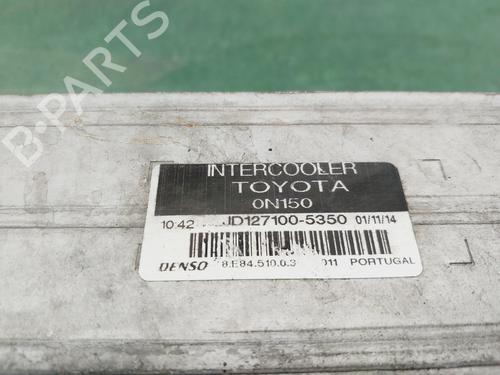 B-PARTS
INTERCOOLER
TOYOTA
0N150
10:42 JD127100-5350 01/11/14
DENSO 8.E84.510.0.3 011 PORTUGAL